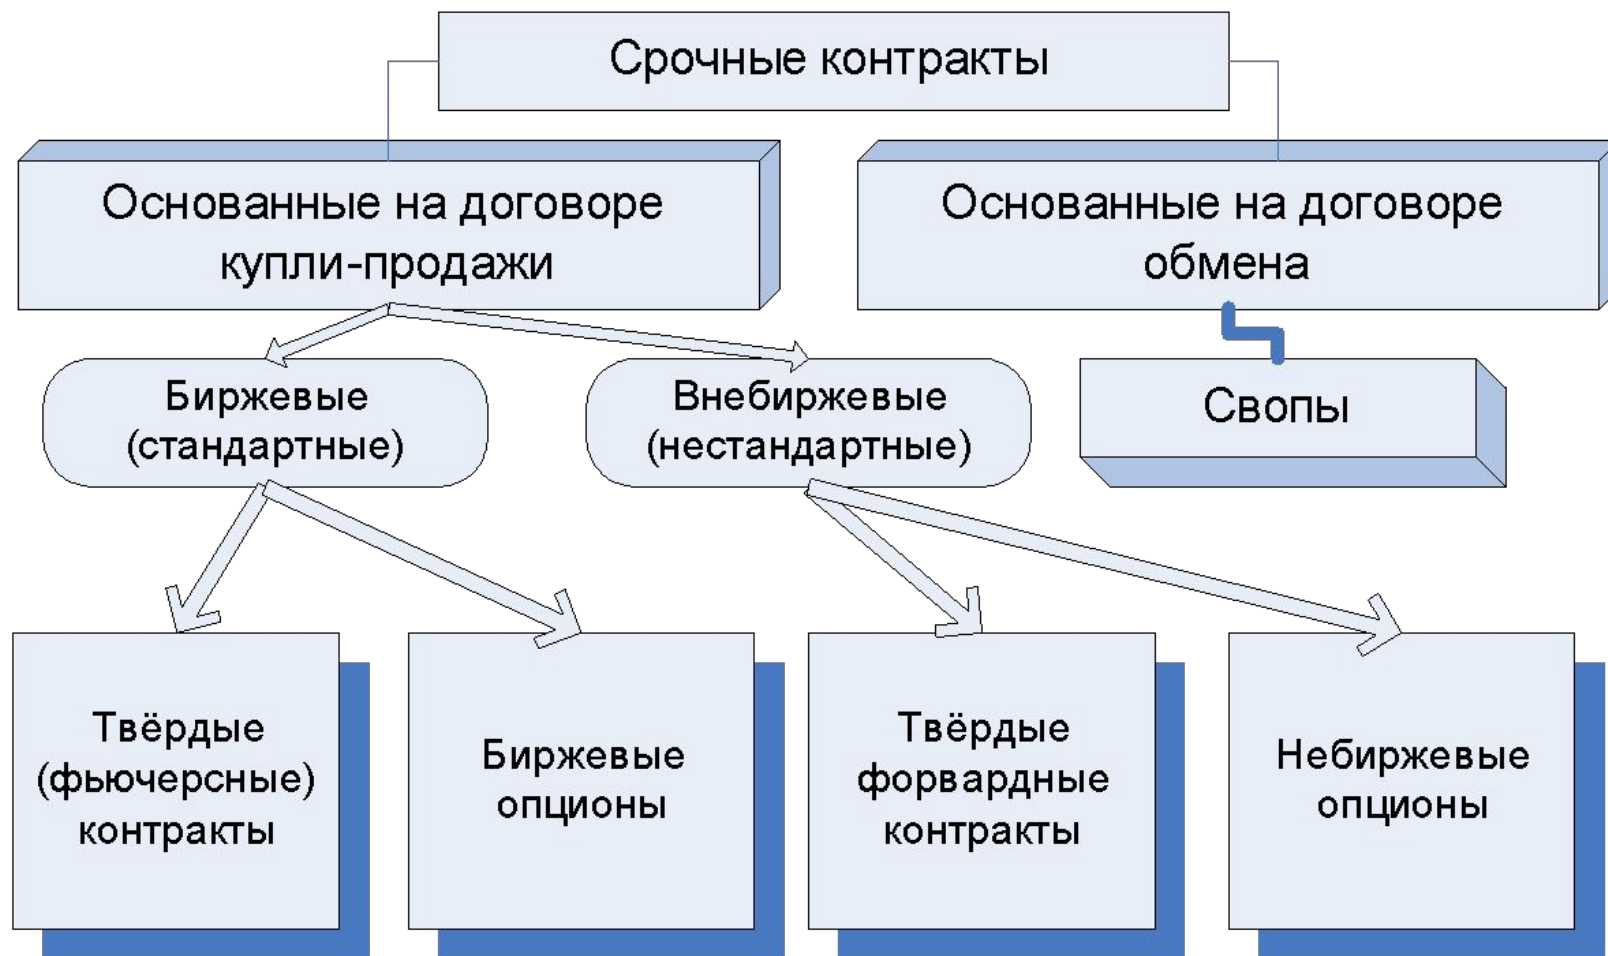 Срочные контракты
Основанные на договоре
купли-продажи
Основанные на договоре
обмена
Биржевые
(стандартные)
Внебиржевые
(нестандартные)
Свопы
Твёрдые
(фьючерсные)
контракты
Биржевые
опционы
Твёрдые
форвардные
контракты
Небиржевые
опционы